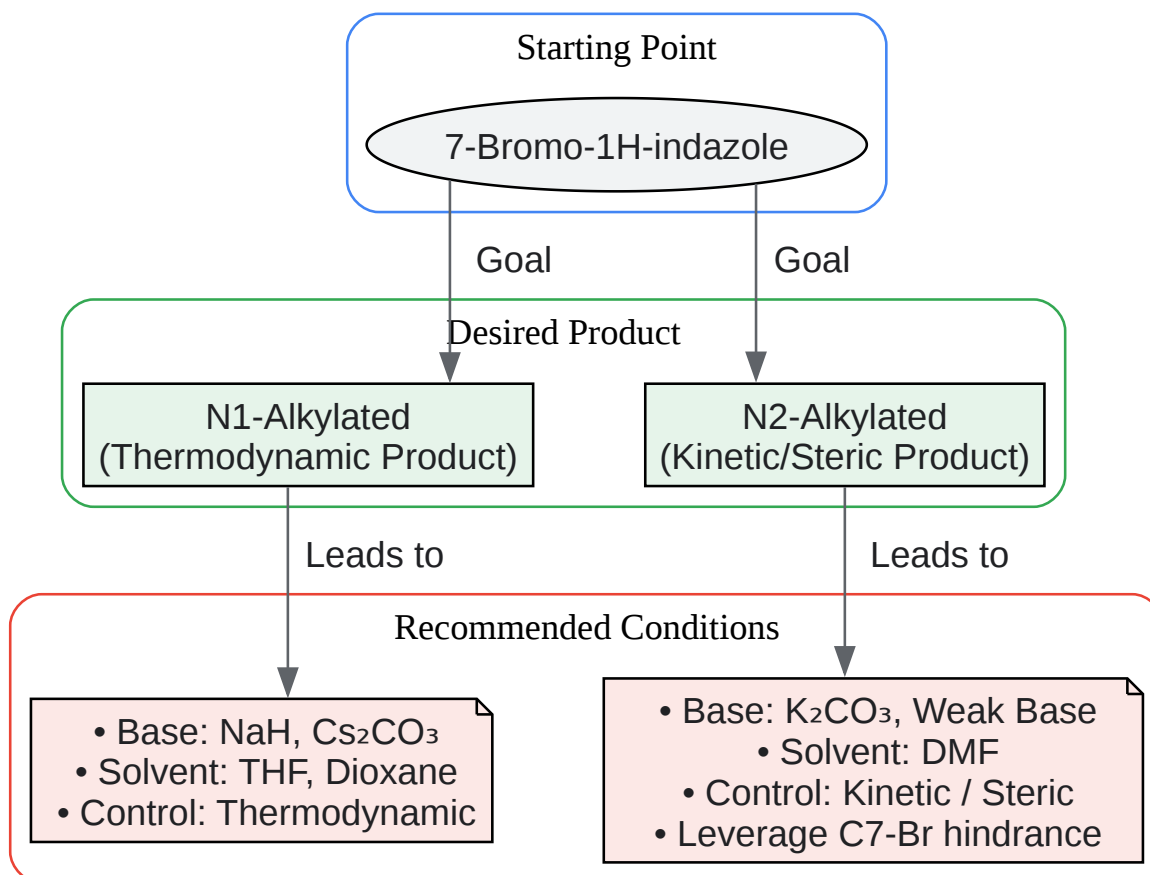 Starting Point
7-Bromo-1H-indazole
Goal
Goal
Desired Product
N1-Alkylated
(Thermodynamic Product)
N2-Alkylated
(Kinetic/Steric Product)
Leads to
Leads to
Recommended Conditions
• Base: NaH, Cs₂CO₃
• Solvent: THF, Dioxane
• Control: Thermodynamic
• Base: K₂CO₃, Weak Base
• Solvent: DMF
• Control: Kinetic / Steric
• Leverage C7-Br hindrance